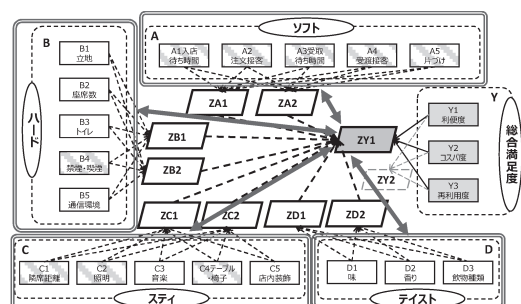 ソフト
A
A1入店
待ち時間
A2
注文接客
A3受取
待ち時間
A4
受渡接客
A5
片づけ
B
ハード
B1
立地
B2
座席数
B3
トイレ
B4
禁煙・喫煙
B5
通信環境
ZA1
ZA2
ZB1
ZB2
ZY1
ZY2
ZC1
ZC2
ZD1
ZD2
Y
総合満足度
Y1
利便度
Y2
コスパ度
Y3
再利用度
C
C1
隣席距離
C2
照明
C3
音楽
C4テーブル
・椅子
C5
店内装飾
スティ
D
D1
味
D2
香り
D3
飲物種類
テイスト